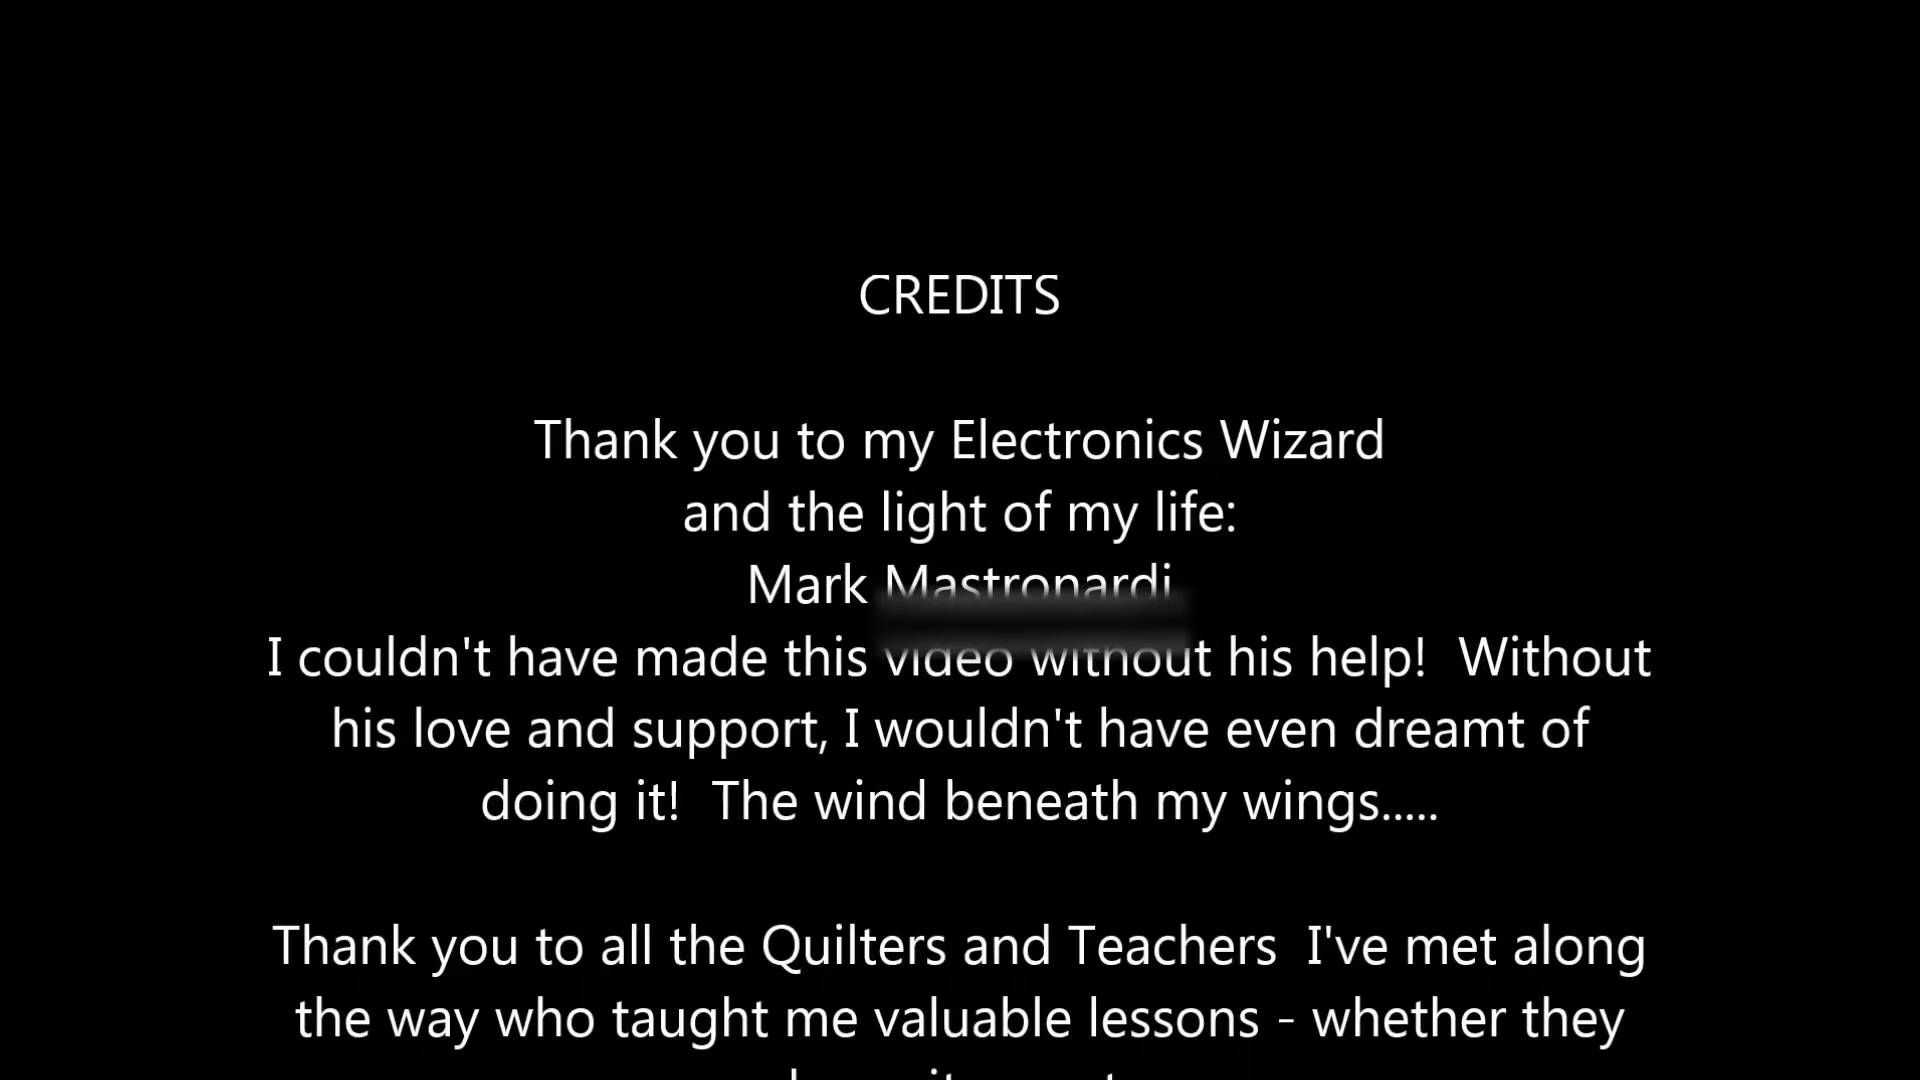 CREDITS
Thank you to my Electronics Wizard
and the light of my life:
Mark Mastronardi
I couldn't have made this video without his help!  Without
his love and support, I wouldn't have even dreamt of
doing it!  The wind beneath my wings.....
Thank you to all the Quilters and Teachers  I've met along
the way who taught me valuable lessons - whether they